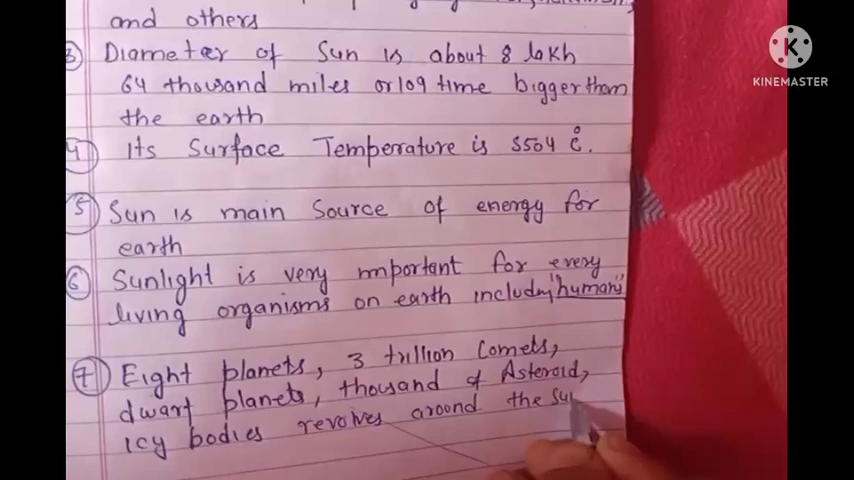 and others
3 Diameter of Sun is about 8 lakh
64 thousand miles or 109 time bigger than
the earth
4 Its Surface Temperature is 5504 °C.
5 Sun is main Source of energy for
earth
6 Sunlight is very important for every
living organisms on earth includin "humans"
7 Eight planets, 3 trillion Comets,
dwarf planets, thousand of Asteroid,
icy bodies revolves around the Su
K
KINEMASTER